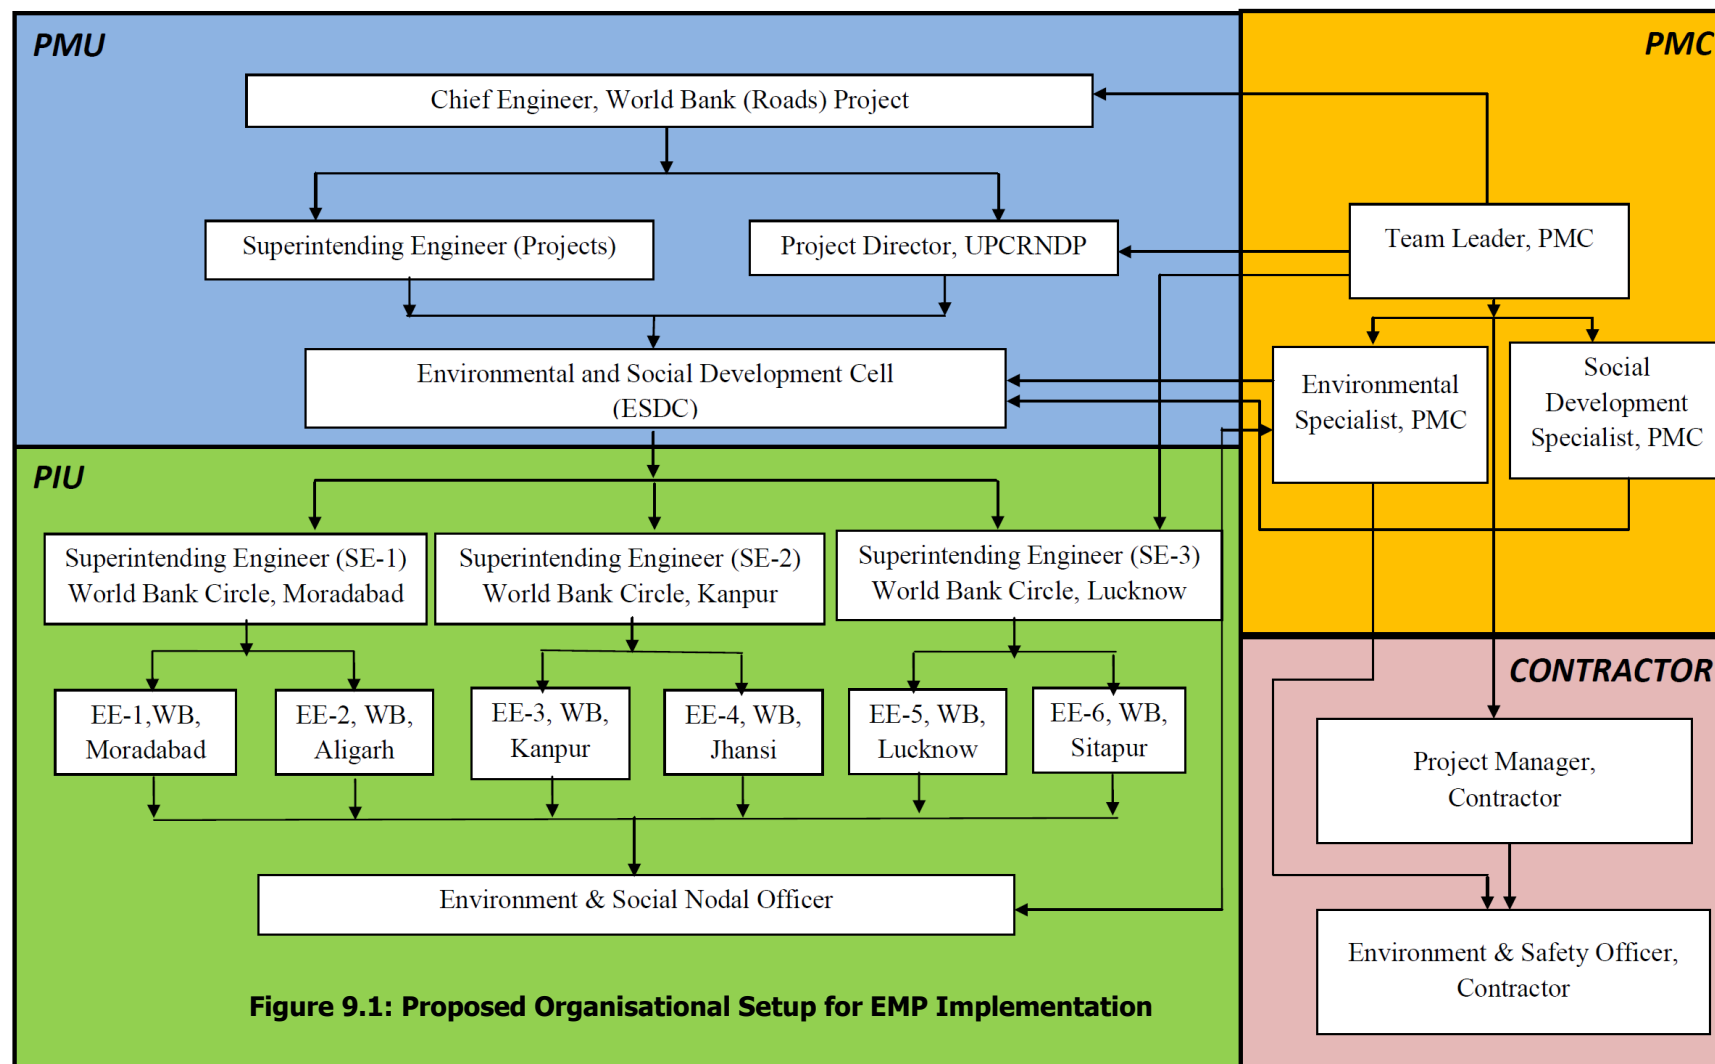 PMU
PMC
Chief Engineer, World Bank (Roads) Project
Superintending Engineer (Projects)
Project Director, UPCRNDP
Team Leader, PMC
Environmental and Social Development Cell
(ESDC)
Environmental
Specialist, PMC
Social
Development
Specialist, PMC
PIU
Superintending Engineer (SE-1)
World Bank Circle, Moradabad
Superintending Engineer (SE-2)
World Bank Circle, Kanpur
Superintending Engineer (SE-3)
World Bank Circle, Lucknow
CONTRACTOR
EE-1,WB,
Moradabad
EE-2, WB,
Aligarh
EE-3, WB,
Kanpur
EE-4, WB,
Jhansi
EE-5, WB,
Lucknow
EE-6, WB,
Sitapur
Project Manager,
Contractor
Environment & Social Nodal Officer
Environment & Safety Officer,
Contractor
Figure 9.1: Proposed Organisational Setup for EMP Implementation